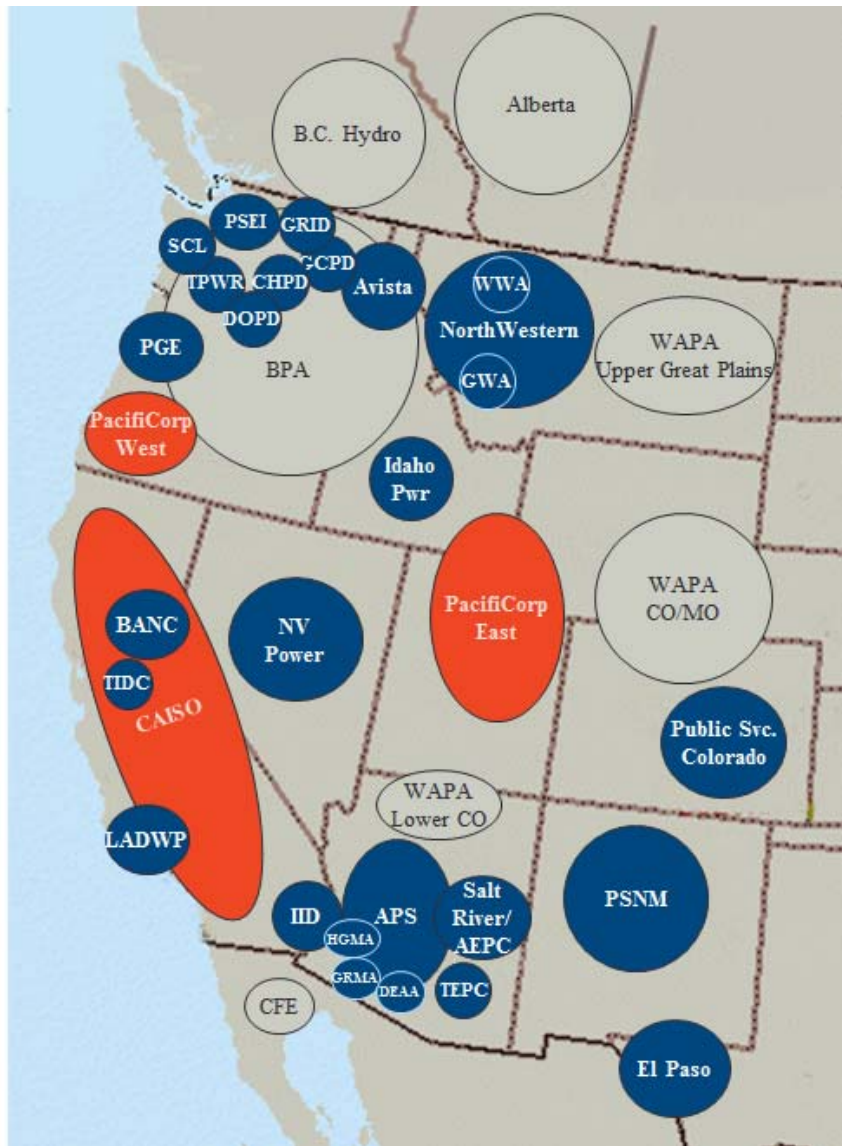 Alberta
B.C. Hydro
PSEI
GRID
SCL
GCPD
TPWR
CHPD
Avista
WWA
DOPD
NorthWestern
PGE
BPA
GWA
WAPA
Upper Great Plains
PacifiCorp
West
Idaho
Pwr
WAPA
CO/MO
BANC
NV
Power
PacifiCorp
East
TIDC
CAISO
Public Svc.
Colorado
WAPA
Lower CO
LADWP
IID
APS
Salt
River/
AEPC
PSNM
HGMA
GRMA
DEAA
TEPC
CFE
El Paso